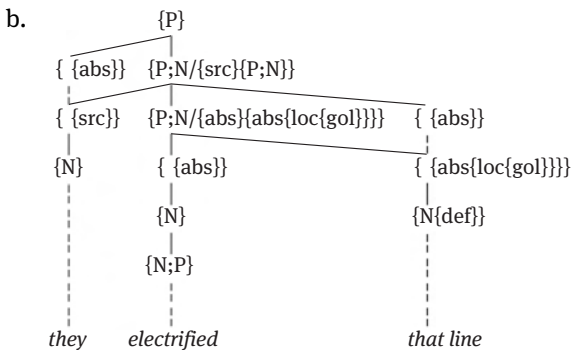 b.
{P}
{ {abs}} {P;N/{src}{P;N}}
{ {src}} {P;N/{abs}{abs{loc{gol}}}} { {abs}}
{N} { {abs}} { {abs{loc{gol}}}}
{N} {N{def}}
{N;P}
they electrified that line